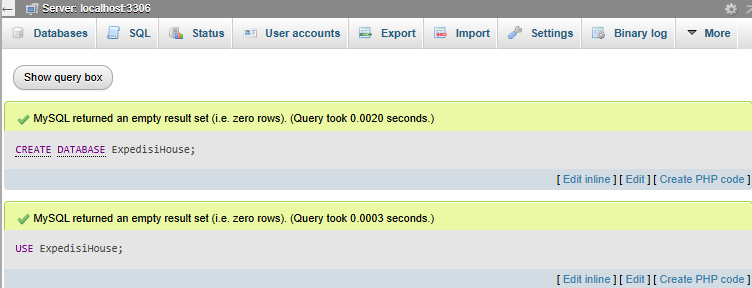 Server: localhost:3306
Databases SQL Status User accounts Export Import Settings Binary log More
Show query box
MySQL returned an empty result set (i.e. zero rows). (Query took 0.0020 seconds.)
CREATE DATABASE ExpedisiHouse;
[ Edit inline ] [ Edit ] [ Create PHP code ]
MySQL returned an empty result set (i.e. zero rows). (Query took 0.0003 seconds.)
USE ExpedisiHouse;
[ Edit inline ] [ Edit ] [ Create PHP code ]